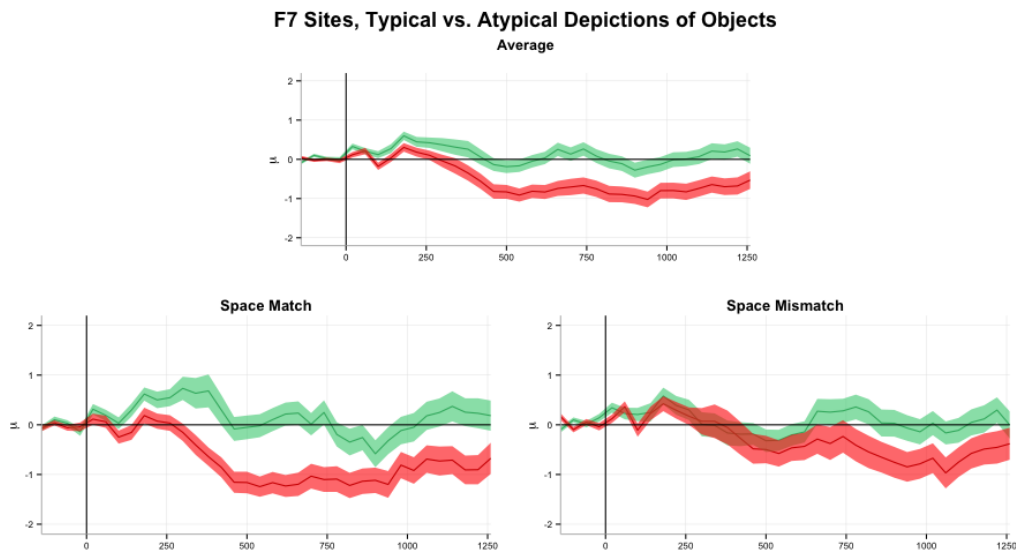 F7 Sites, Typical vs. Atypical Depictions of Objects
Average
2
1
0
-1
-2
μ
0 250 500 750 1000 1250
Space Match
2
1
0
-1
-2
μ
0 250 500 750 1000 1250
Space Mismatch
2
1
0
-1
-2
μ
0 250 500 750 1000 1250